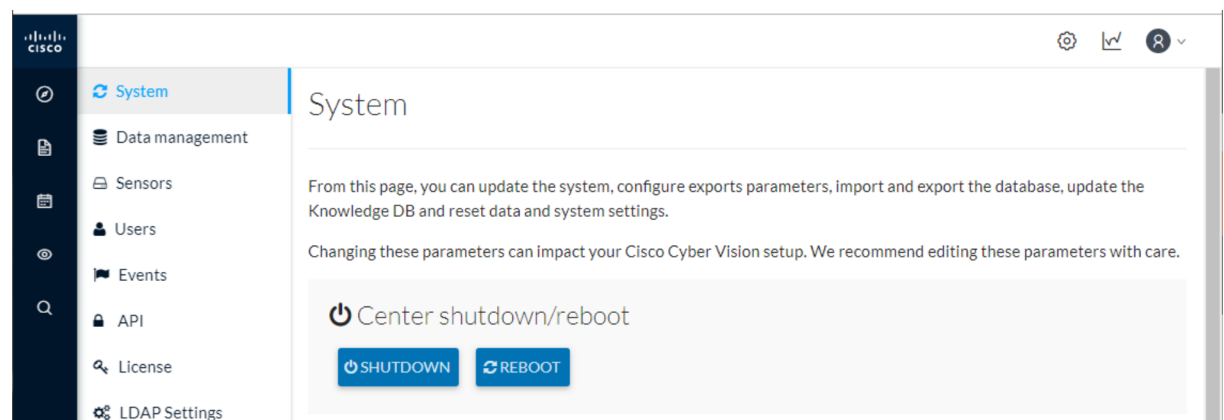 CISCO
System
Data management
Sensors
Users
Events
API
License
LDAP Settings
System
From this page, you can update the system, configure exports parameters, import and export the database, update the
Knowledge DB and reset data and system settings.
Changing these parameters can impact your Cisco Cyber Vision setup. We recommend editing these parameters with care.
Center shutdown/reboot
SHUTDOWN
REBOOT